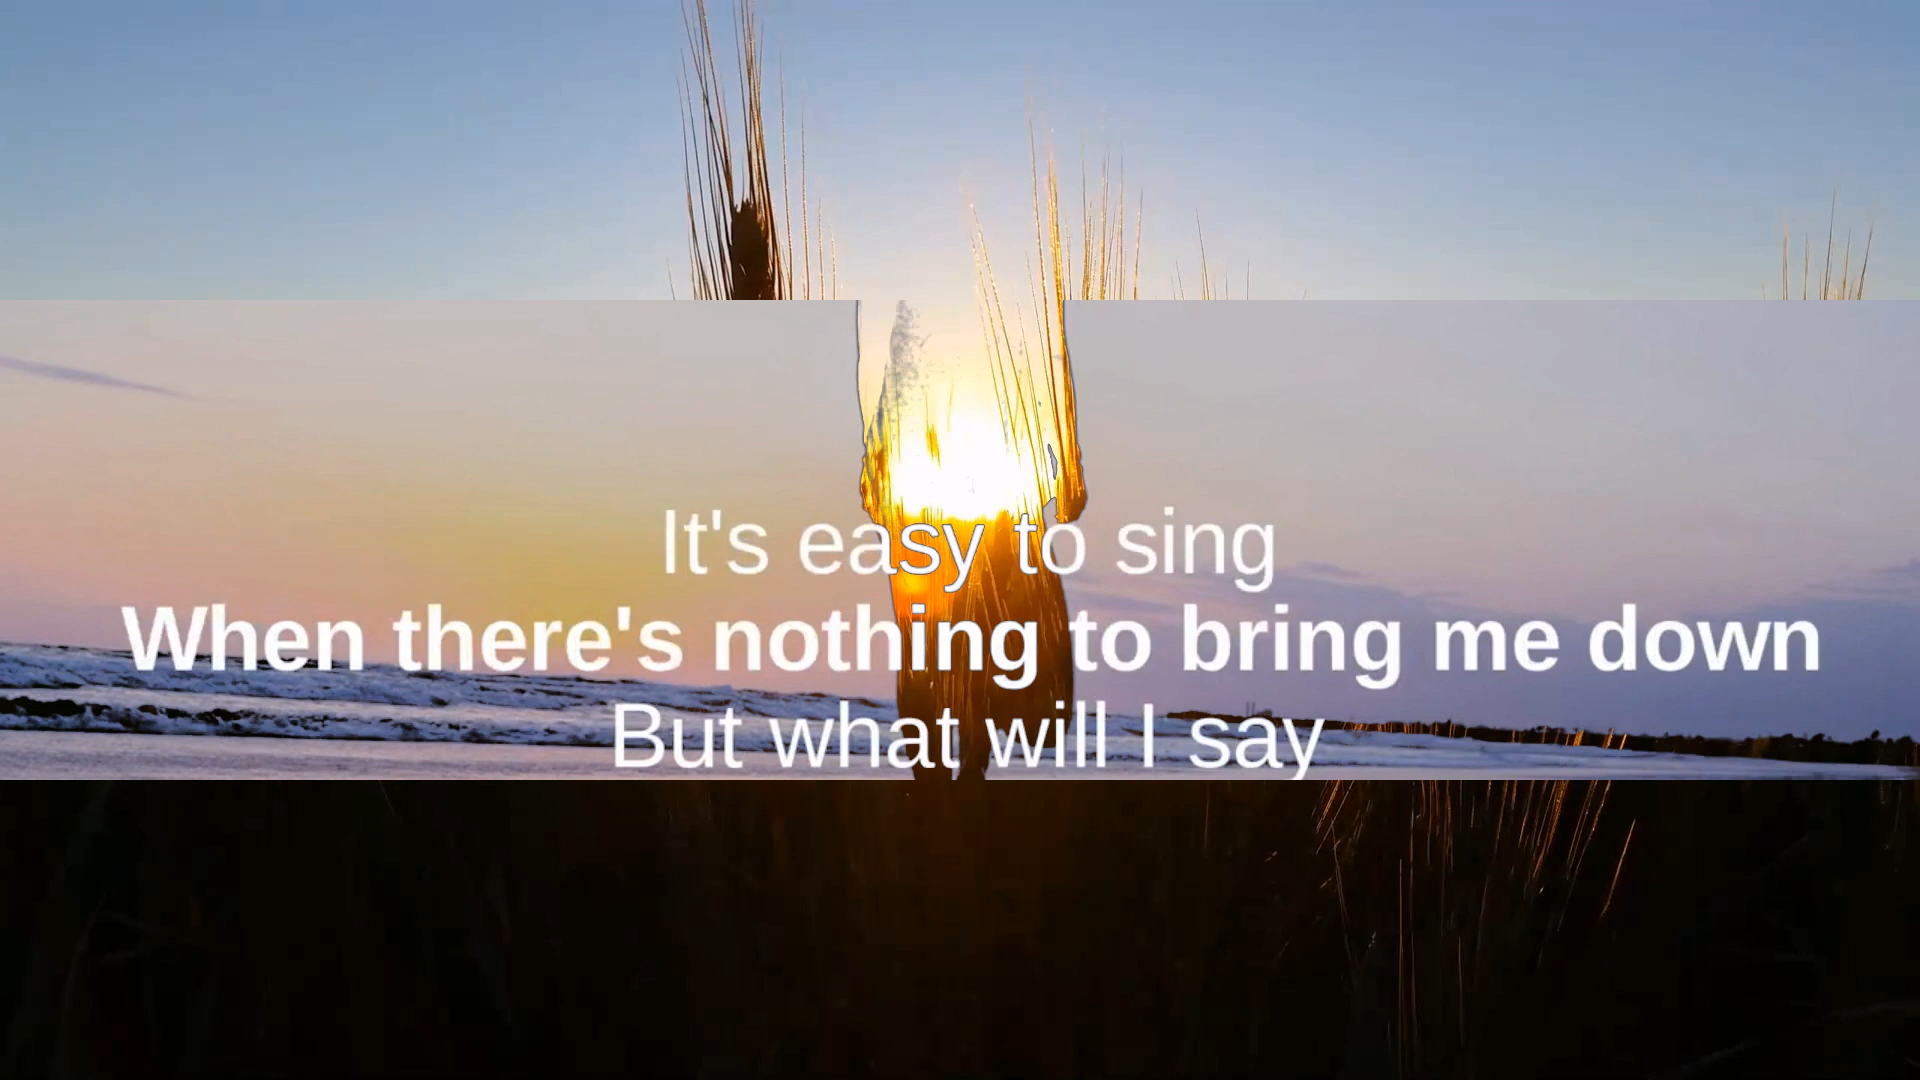 It's easy to sing
When there's nothing to bring me down
But what will I say